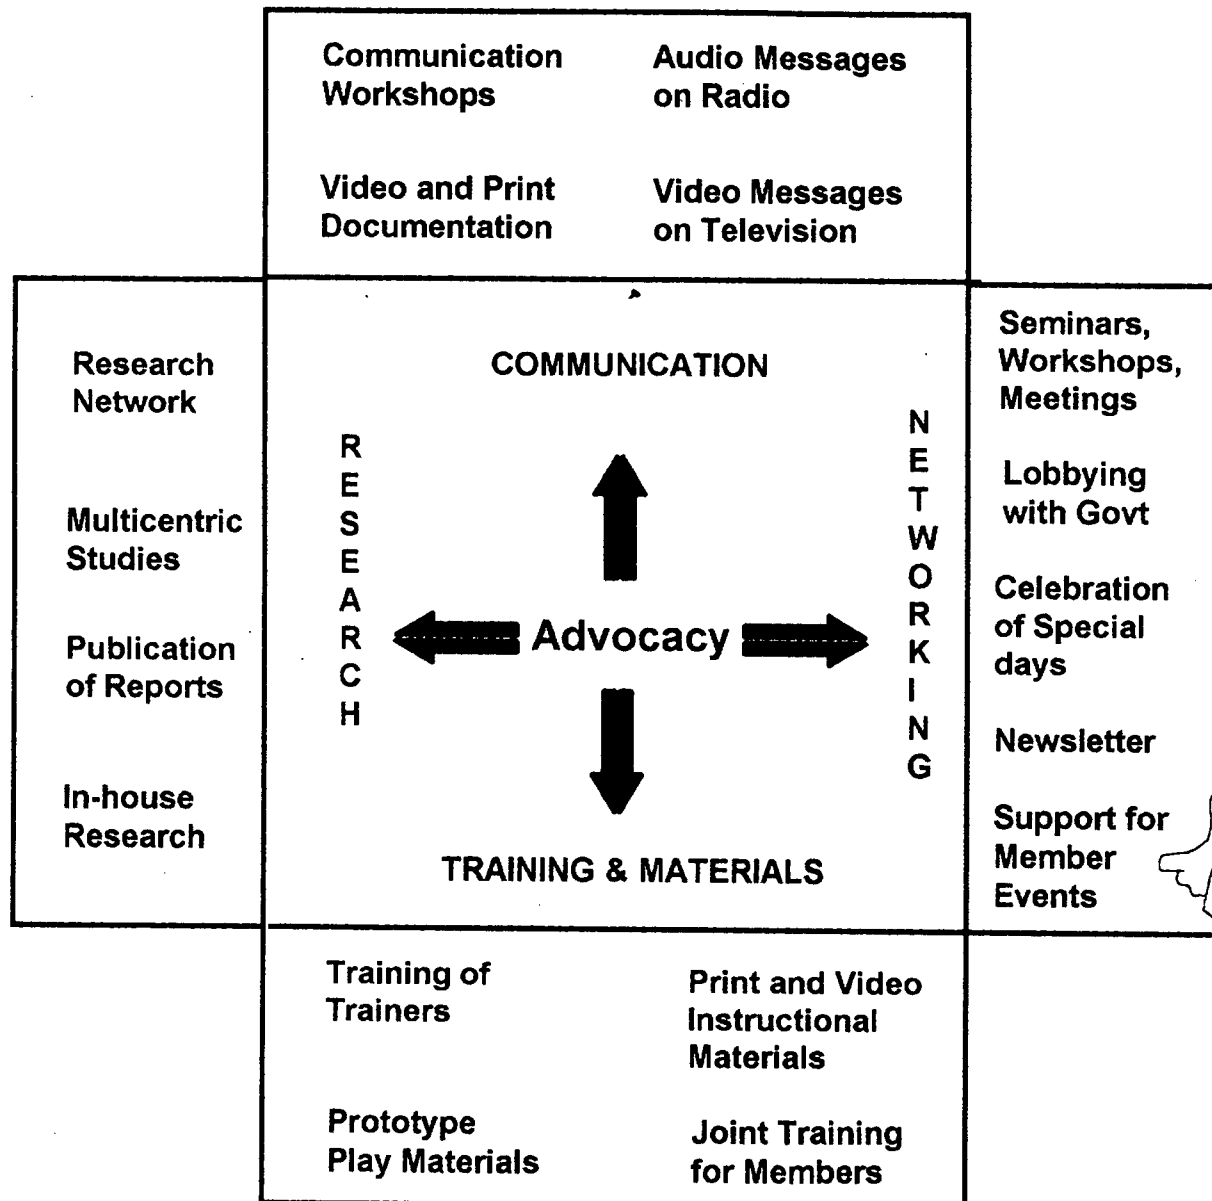 Communication
Workshops
Audio Messages
on Radio
Video and Print
Documentation
Video Messages
on Television
Research
Network
Multicentric
Studies
Publication
of Reports
In-house
Research
COMMUNICATION
RESEARCH
Advocacy
NETWORKING
TRAINING & MATERIALS
Seminars,
Workshops,
Meetings
Lobbying
with Govt
Celebration
of Special
days
Newsletter
Support for
Member
Events
Training of
Trainers
Print and Video
Instructional
Materials
Prototype
Play Materials
Joint Training
for Members